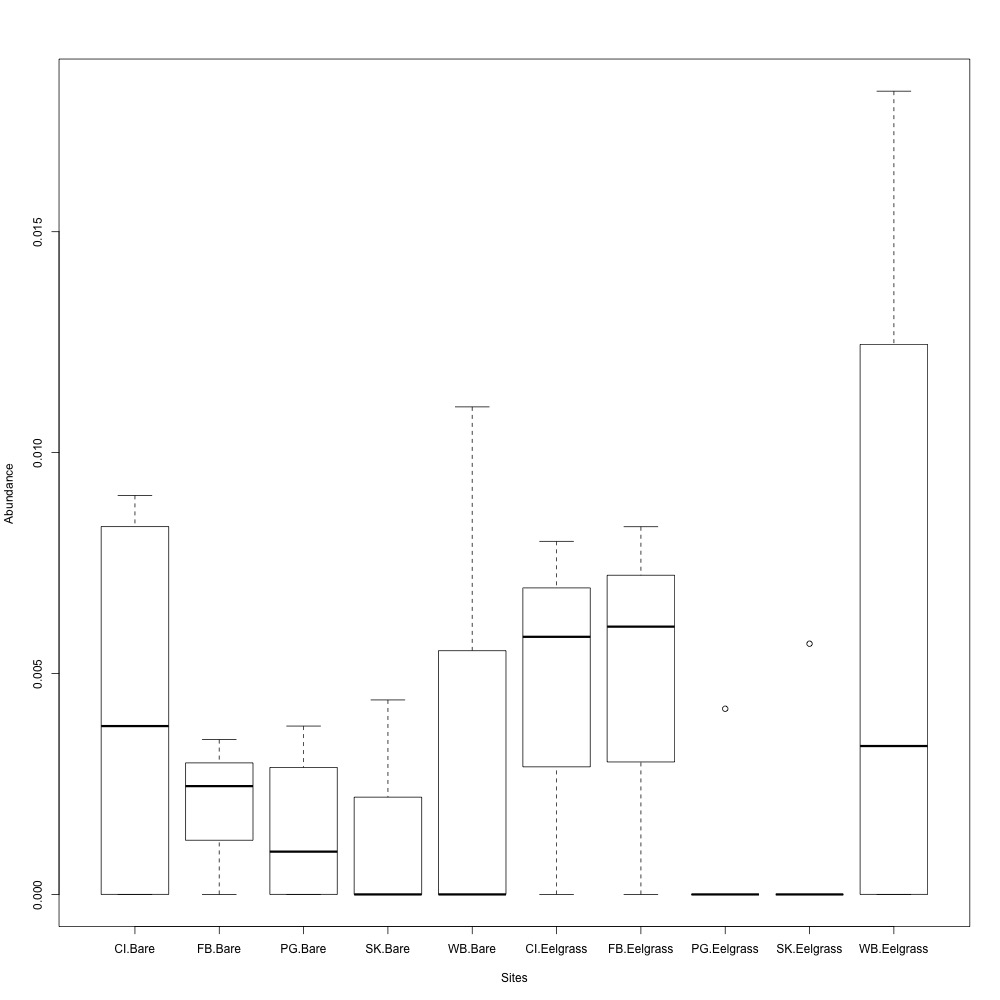 Abundance
0.015
0.010
0.005
0.000
CI.Bare FB.Bare PG.Bare SK.Bare WB.Bare CI.Eelgrass FB.Eelgrass PG.Eelgrass SK.Eelgrass WB.Eelgrass
Sites